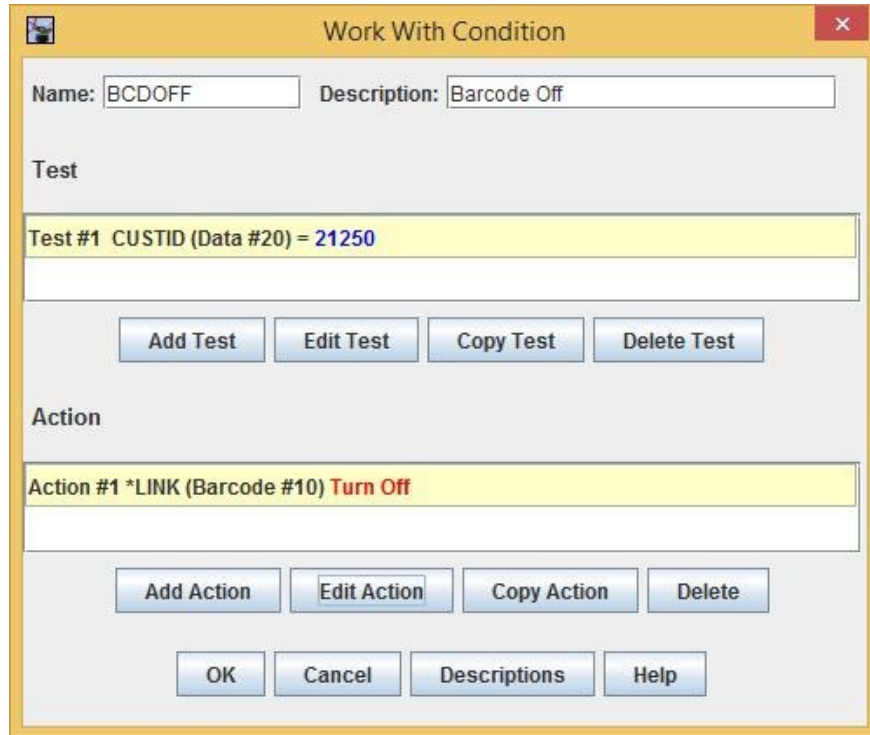 Work With Condition
Name: BCDOFF Description: Barcode Off
Test
Test #1 CUSTID (Data #20) = 21250
Add Test Edit Test Copy Test Delete Test
Action
Action #1 *LINK (Barcode #10) Turn Off
Add Action Edit Action Copy Action Delete
OK Cancel Descriptions Help